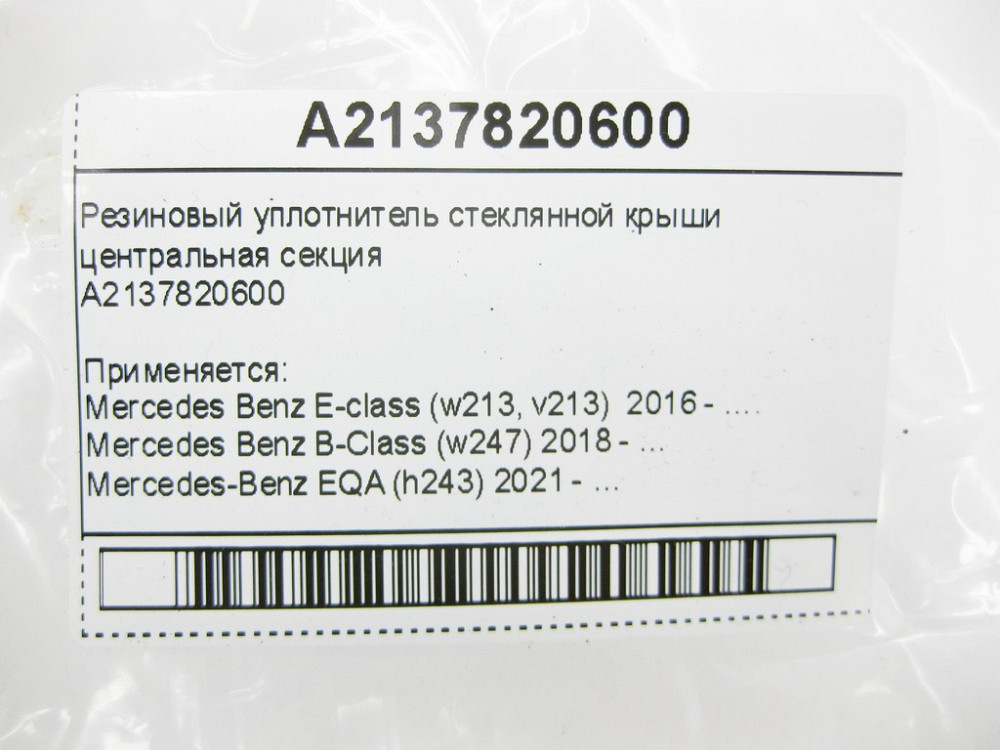 A2137820600
Резиновый уплотнитель стеклянной крыши
центральная секция
A2137820600
Применяется:
Mercedes Benz E-class (w213, v213) 2016 - ....
Mercedes Benz B-Class (w247) 2018 - ...
Mercedes-Benz EQA (h243) 2021 - ...